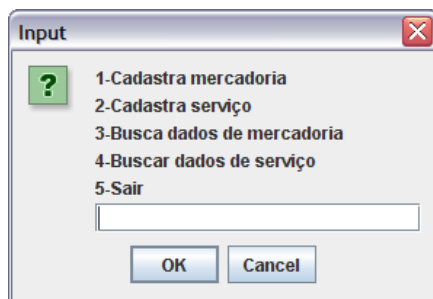 Input
1-Cadastra mercadoria
2-Cadastra serviço
3-Busca dados de mercadoria
4-Buscar dados de serviço
5-Sair
OK Cancel